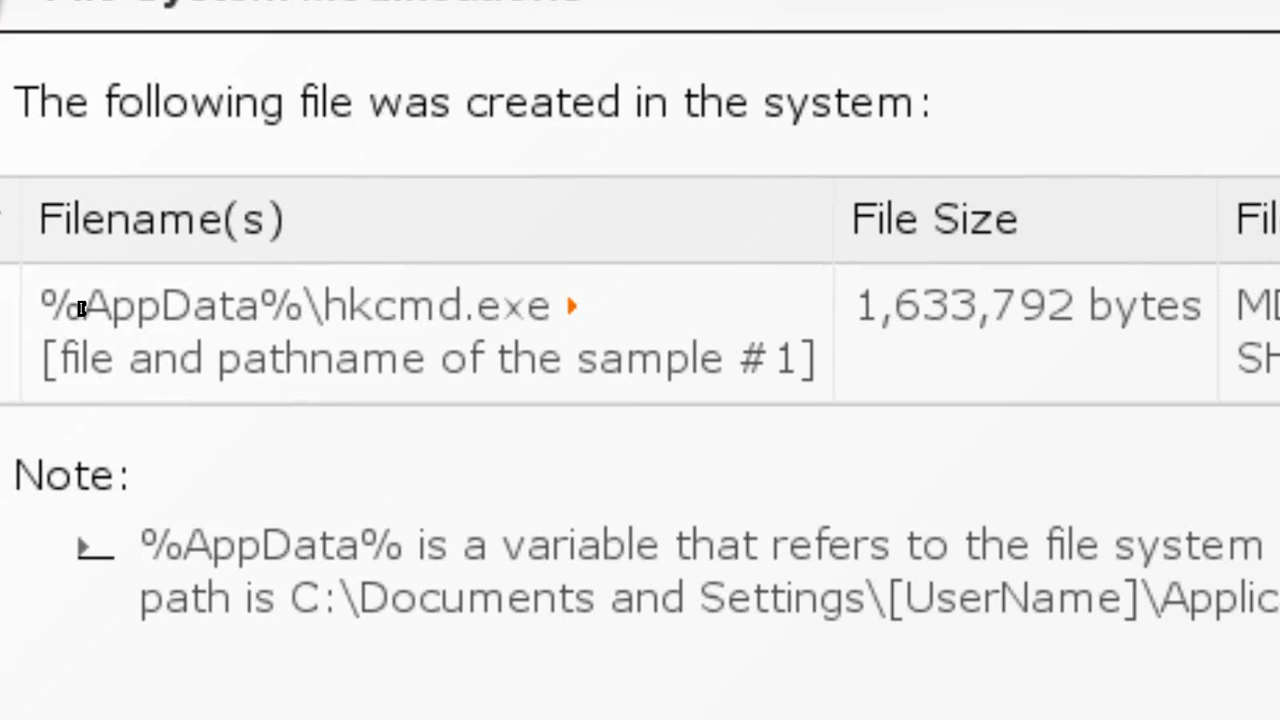 The following file was created in the system:
Filename(s)
File Size
%AppData%\hkcmd.exe
[file and pathname of the sample #1]
1,633,792 bytes
Note:
%AppData% is a variable that refers to the file system
path is C:\Documents and Settings\[UserName]\Applic